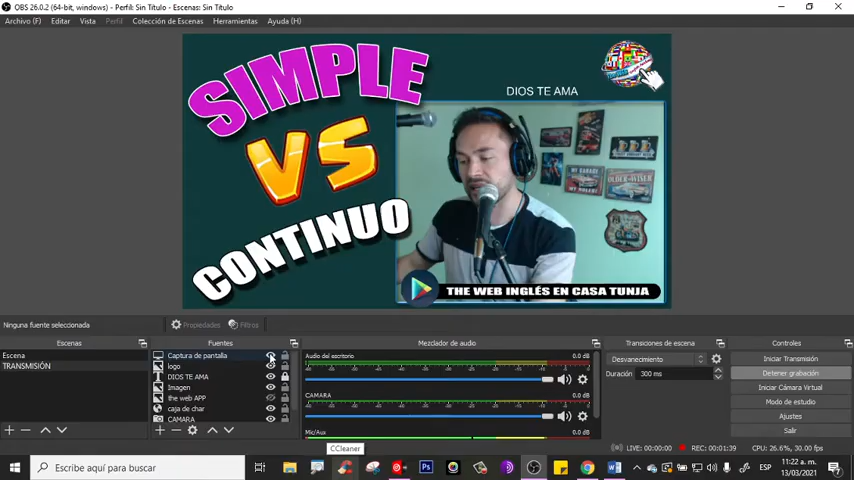 OBS 26.0.2 (64-bit, windows) - Perfil: Sin Título - Escenas: Sin Título
Archivo (F) Editar Vista Perfil Colección de Escenas Herramientas Ayuda (H)
SIMPLE
VS
CONTINUO
DIOS TE AMA
MY GARAGE
OLDER-WISER
THE WEB INGLÉS EN CASA TUNJA
Ninguna fuente seleccionada Propiedades Filtros
Escenas Fuentes Mezclador de audio Transiciones de escena Controles
Escena
TRANSMISIÓN
Captura de pantalla
logo
DIOS TE AMA
Imagen
the web APP
caja de char
CAMARA
Audio del escritorio 0.0 dB
CAMARA 0.0 dB
Mic/Aux 0.0 dB
Desvanecimiento
Duración 300 ms
Iniciar Transmisión
Detener grabación
Iniciar Cámara Virtual
Modo de estudio
Ajustes
Salir
CCleaner
LIVE: 00:00:00 REC: 00:01:39 CPU: 26.6%, 30.00 fps
Escribe aquí para buscar
ESP
11:22 a. m.
13/03/2021